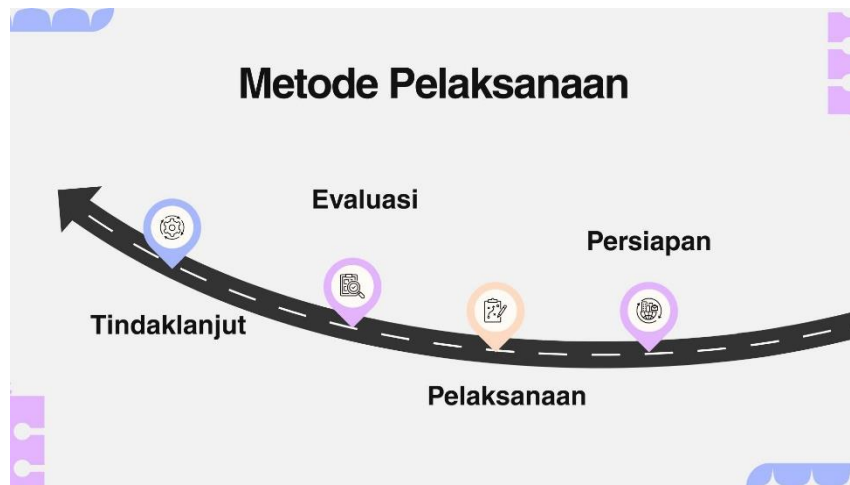 Metode Pelaksanaan
Evaluasi
Persiapan
Tindaklanjut
Pelaksanaan